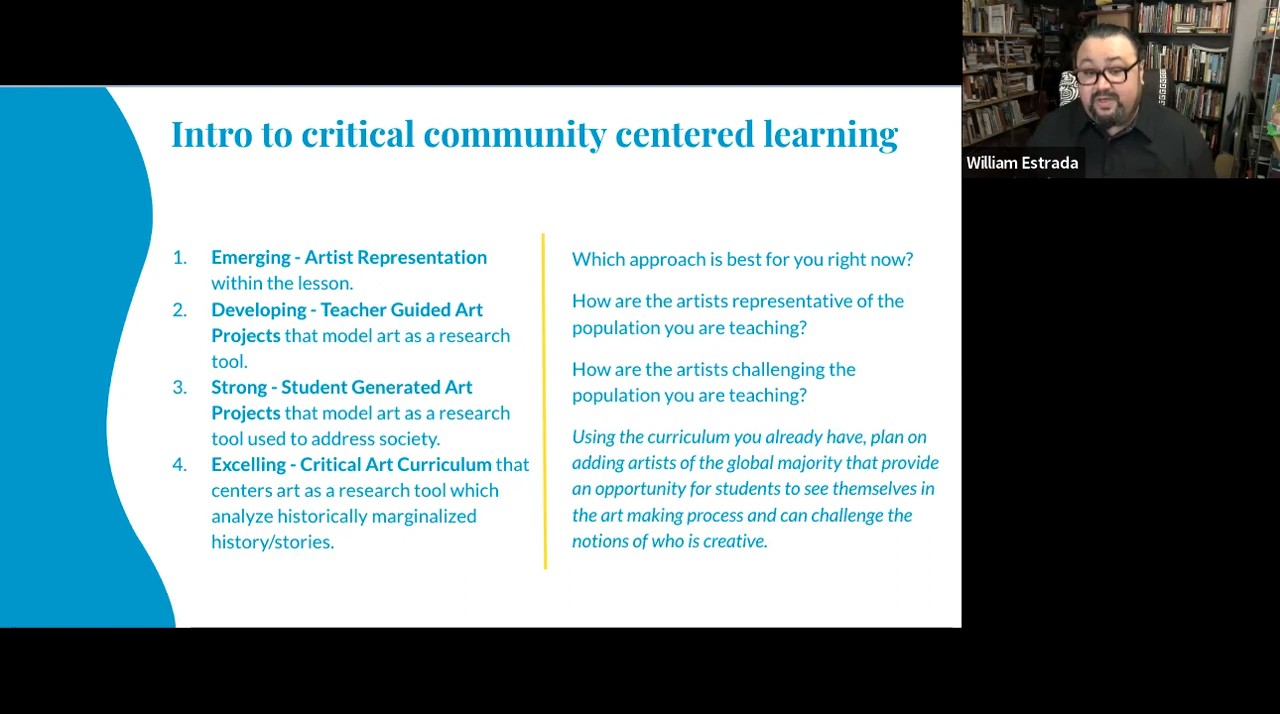 Intro to critical community centered learning
1. Emerging - Artist Representation
within the lesson.
2. Developing - Teacher Guided Art
Projects that model art as a research
tool.
3. Strong - Student Generated Art
Projects that model art as a research
tool used to address society.
4. Excelling - Critical Art Curriculum that
centers art as a research tool which
analyze historically marginalized
history/stories.
Which approach is best for you right now?
How are the artists representative of the
population you are teaching?
How are the artists challenging the
population you are teaching?
Using the curriculum you already have, plan on
adding artists of the global majority that provide
an opportunity for students to see themselves in
the art making process and can challenge the
notions of who is creative.
William Estrada